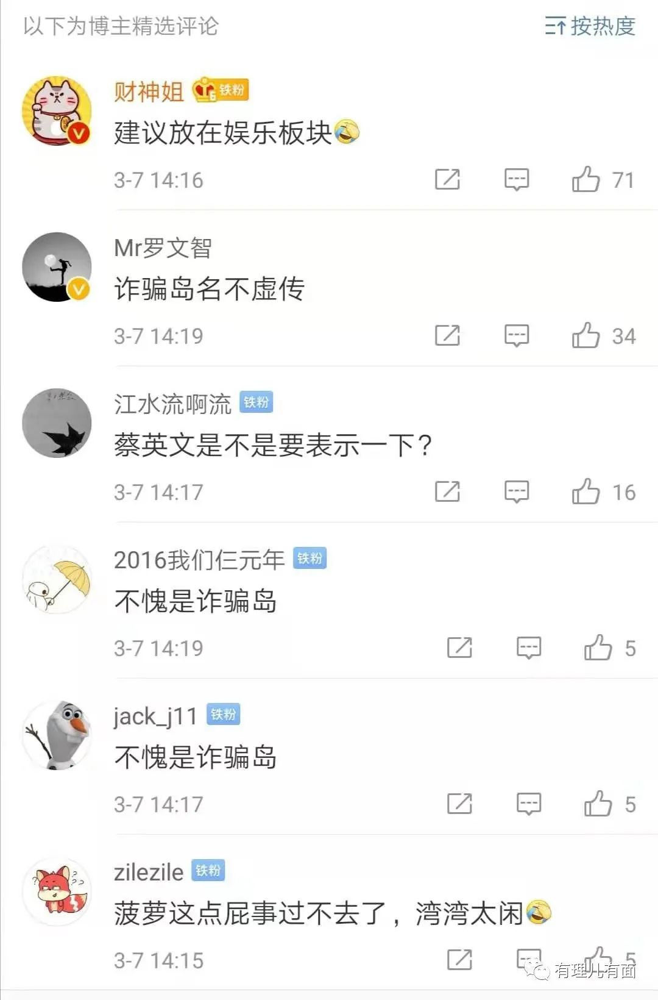 以下为博主精选评论 按热度
财神姐 6 铁粉
建议放在娱乐板块🤣
3-7 14:16 71
Mr罗文智
诈骗岛名不虚传
3-7 14:19 34
江水流啊流 铁粉
蔡英文是不是要表示一下？
3-7 14:17 16
2016我们仨元年 铁粉
不愧是诈骗岛
3-7 14:19 5
jack_j11 铁粉
不愧是诈骗岛
3-7 14:17 5
zilezile 铁粉
菠萝这点屁事过不去了，湾湾太闲🤣
3-7 14:15 5
有理儿有面